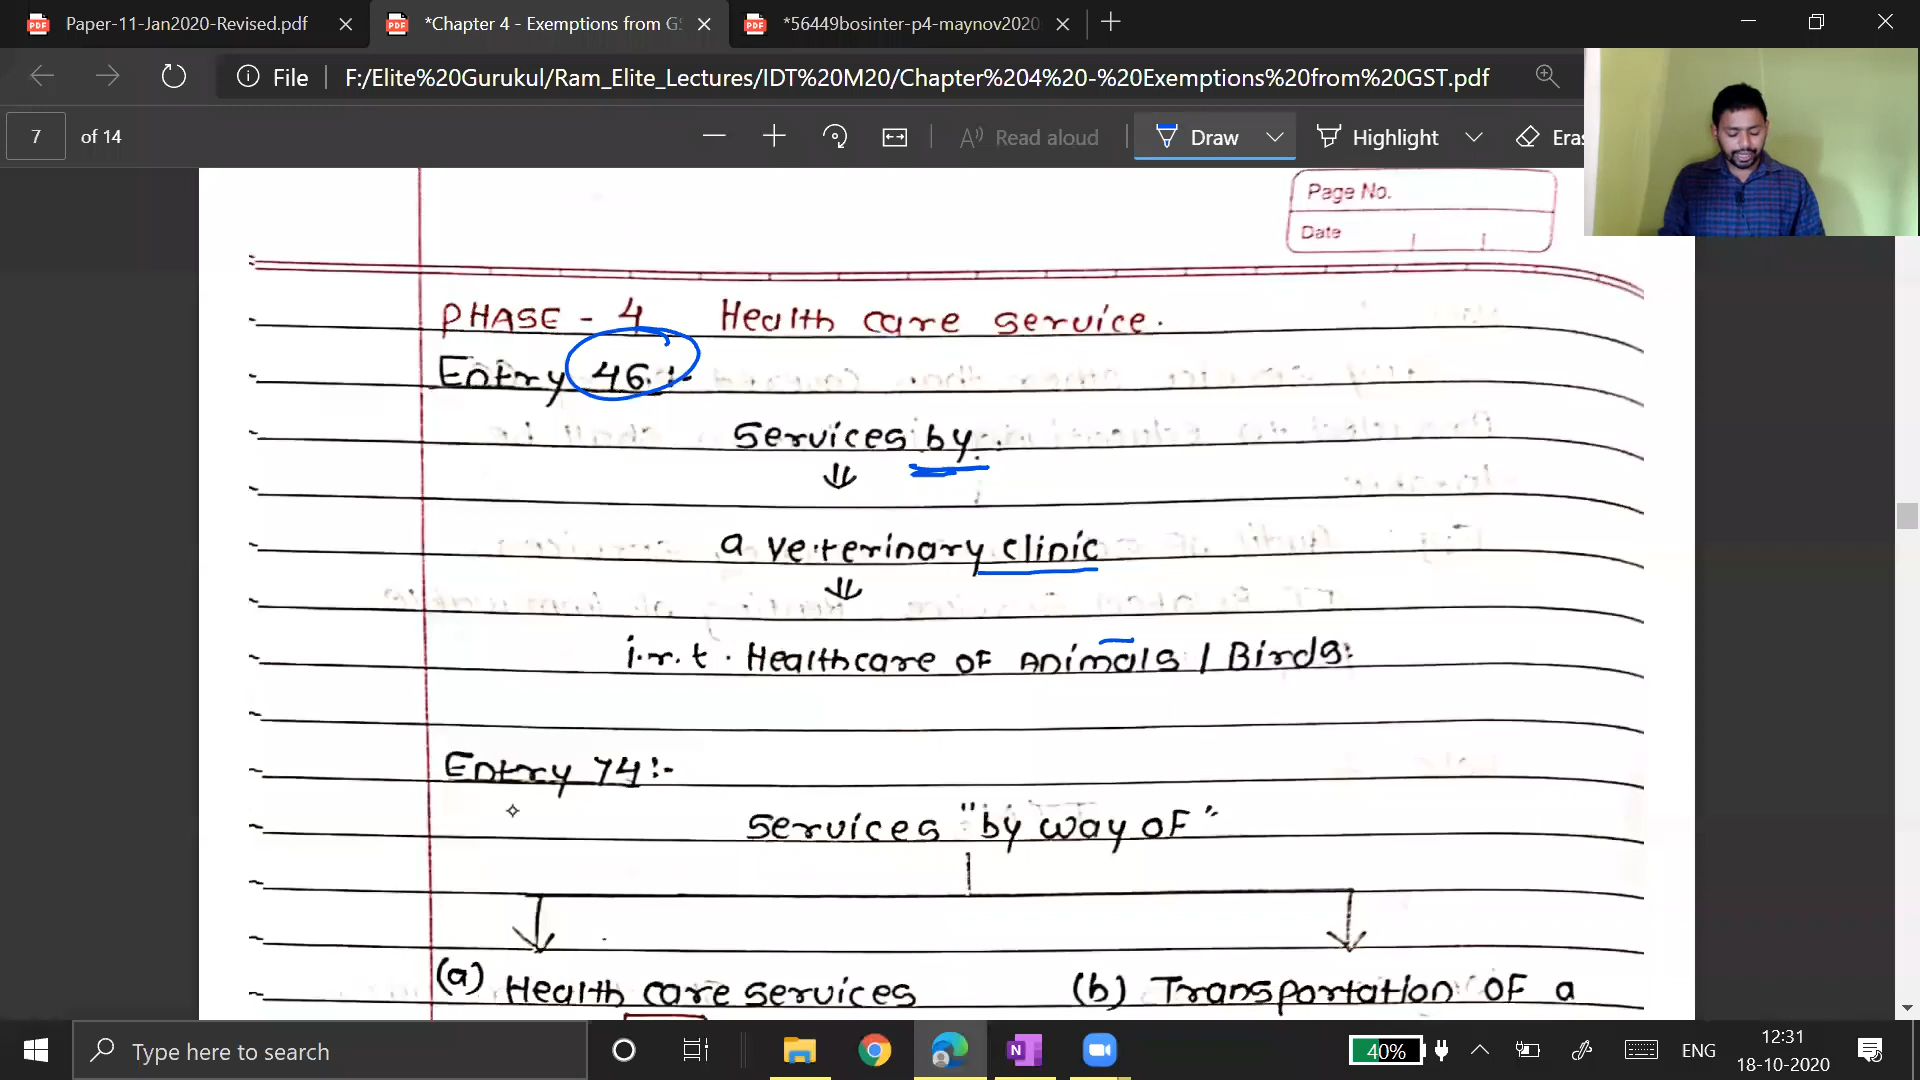 Paper-11-Jan2020-Revised.pdf
*Chapter 4 - Exemptions from G
*56449bosinter-p4-maynov2020
File
F:/Elite%20Gurukul/Ram_Elite_Lectures/IDT%20M20/Chapter%204%20-%20Exemptions%20from%20GST.pdf
7 of 14
Read aloud
Draw
Highlight
Eras
Page No.
Date
PHASE - 4 Health care service.
Entry 46:-
Services by:
a veterinary clinic
i.r.t. Healthcare of Animals / Birds:
Entry 74:-
Services "by way of"
(a) Health care services
(b) Transportation of a
Type here to search
40%
ENG
12:31
18-10-2020